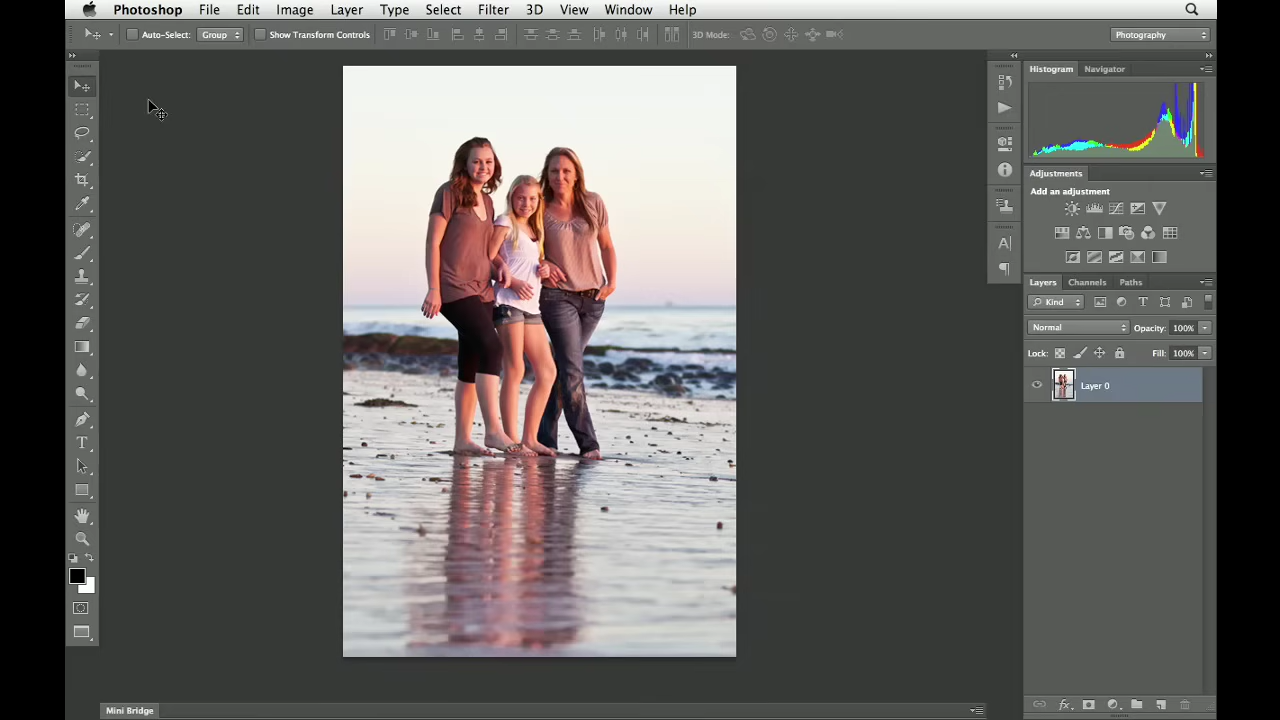 Photoshop File Edit Image Layer Type Select Filter 3D View Window Help
Auto-Select: Group Show Transform Controls 3D Mode: Photography
Histogram Navigator
Adjustments
Add an adjustment
Layers Channels Paths
Kind
Normal Opacity: 100%
Lock: Fill: 100%
Layer 0
Mini Bridge